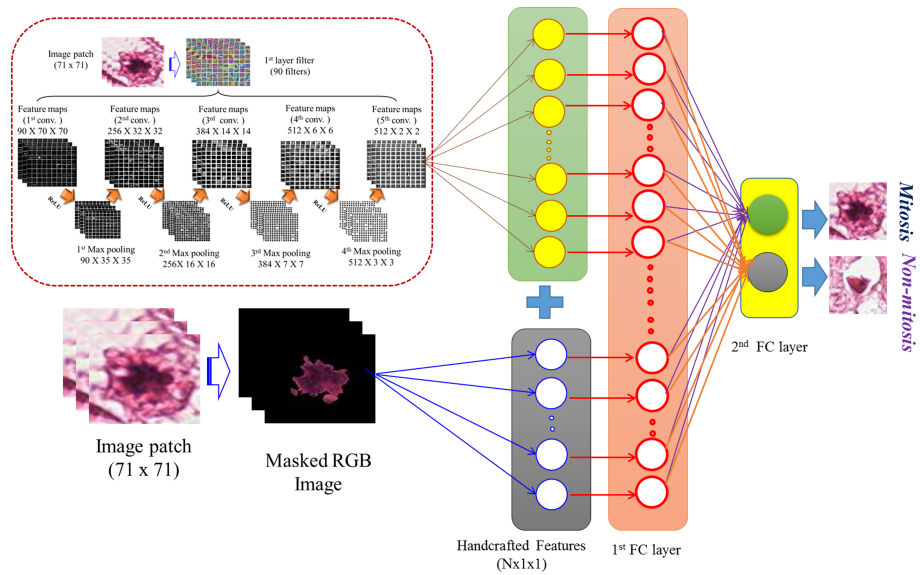 Image patch
(71 x 71)
1st layer filter
(90 filters)
Feature maps
(1st conv. )
90 X 70 X 70
Feature maps
(2nd conv. )
256 X 32 X 32
Feature maps
(3rd conv. )
384 X 14 X 14
Feature maps
(4th conv. )
512 X 6 X 6
Feature maps
(5th conv. )
512 X 2 X 2
ReLU
ReLU
ReLU
ReLU
1st Max pooling
90 X 35 X 35
2nd Max pooling
256X 16 X 16
3rd Max pooling
384 X 7 X 7
4th Max pooling
512 X 3 X 3
Image patch
(71 x 71)
Masked RGB
Image
Handcrafted Features
(Nx1x1)
1st FC layer
2nd FC layer
Mitosis
Non-mitosis